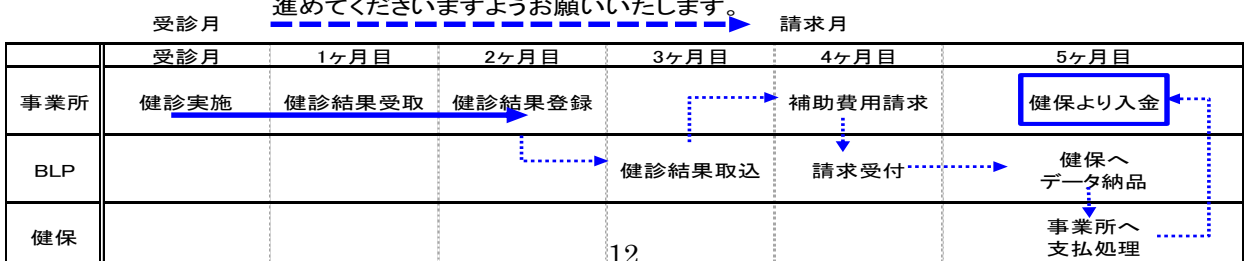 進めてくださいますようお願いいたします。
受診月 請求月
受診月 1ヶ月目 2ヶ月目 3ヶ月目 4ヶ月目 5ヶ月目
事業所 健診実施 健診結果受取 健診結果登録 補助費用請求 健保より入金
BLP 健診結果取込 請求受付 健保へ
データ納品
健保 事業所へ
支払処理
12